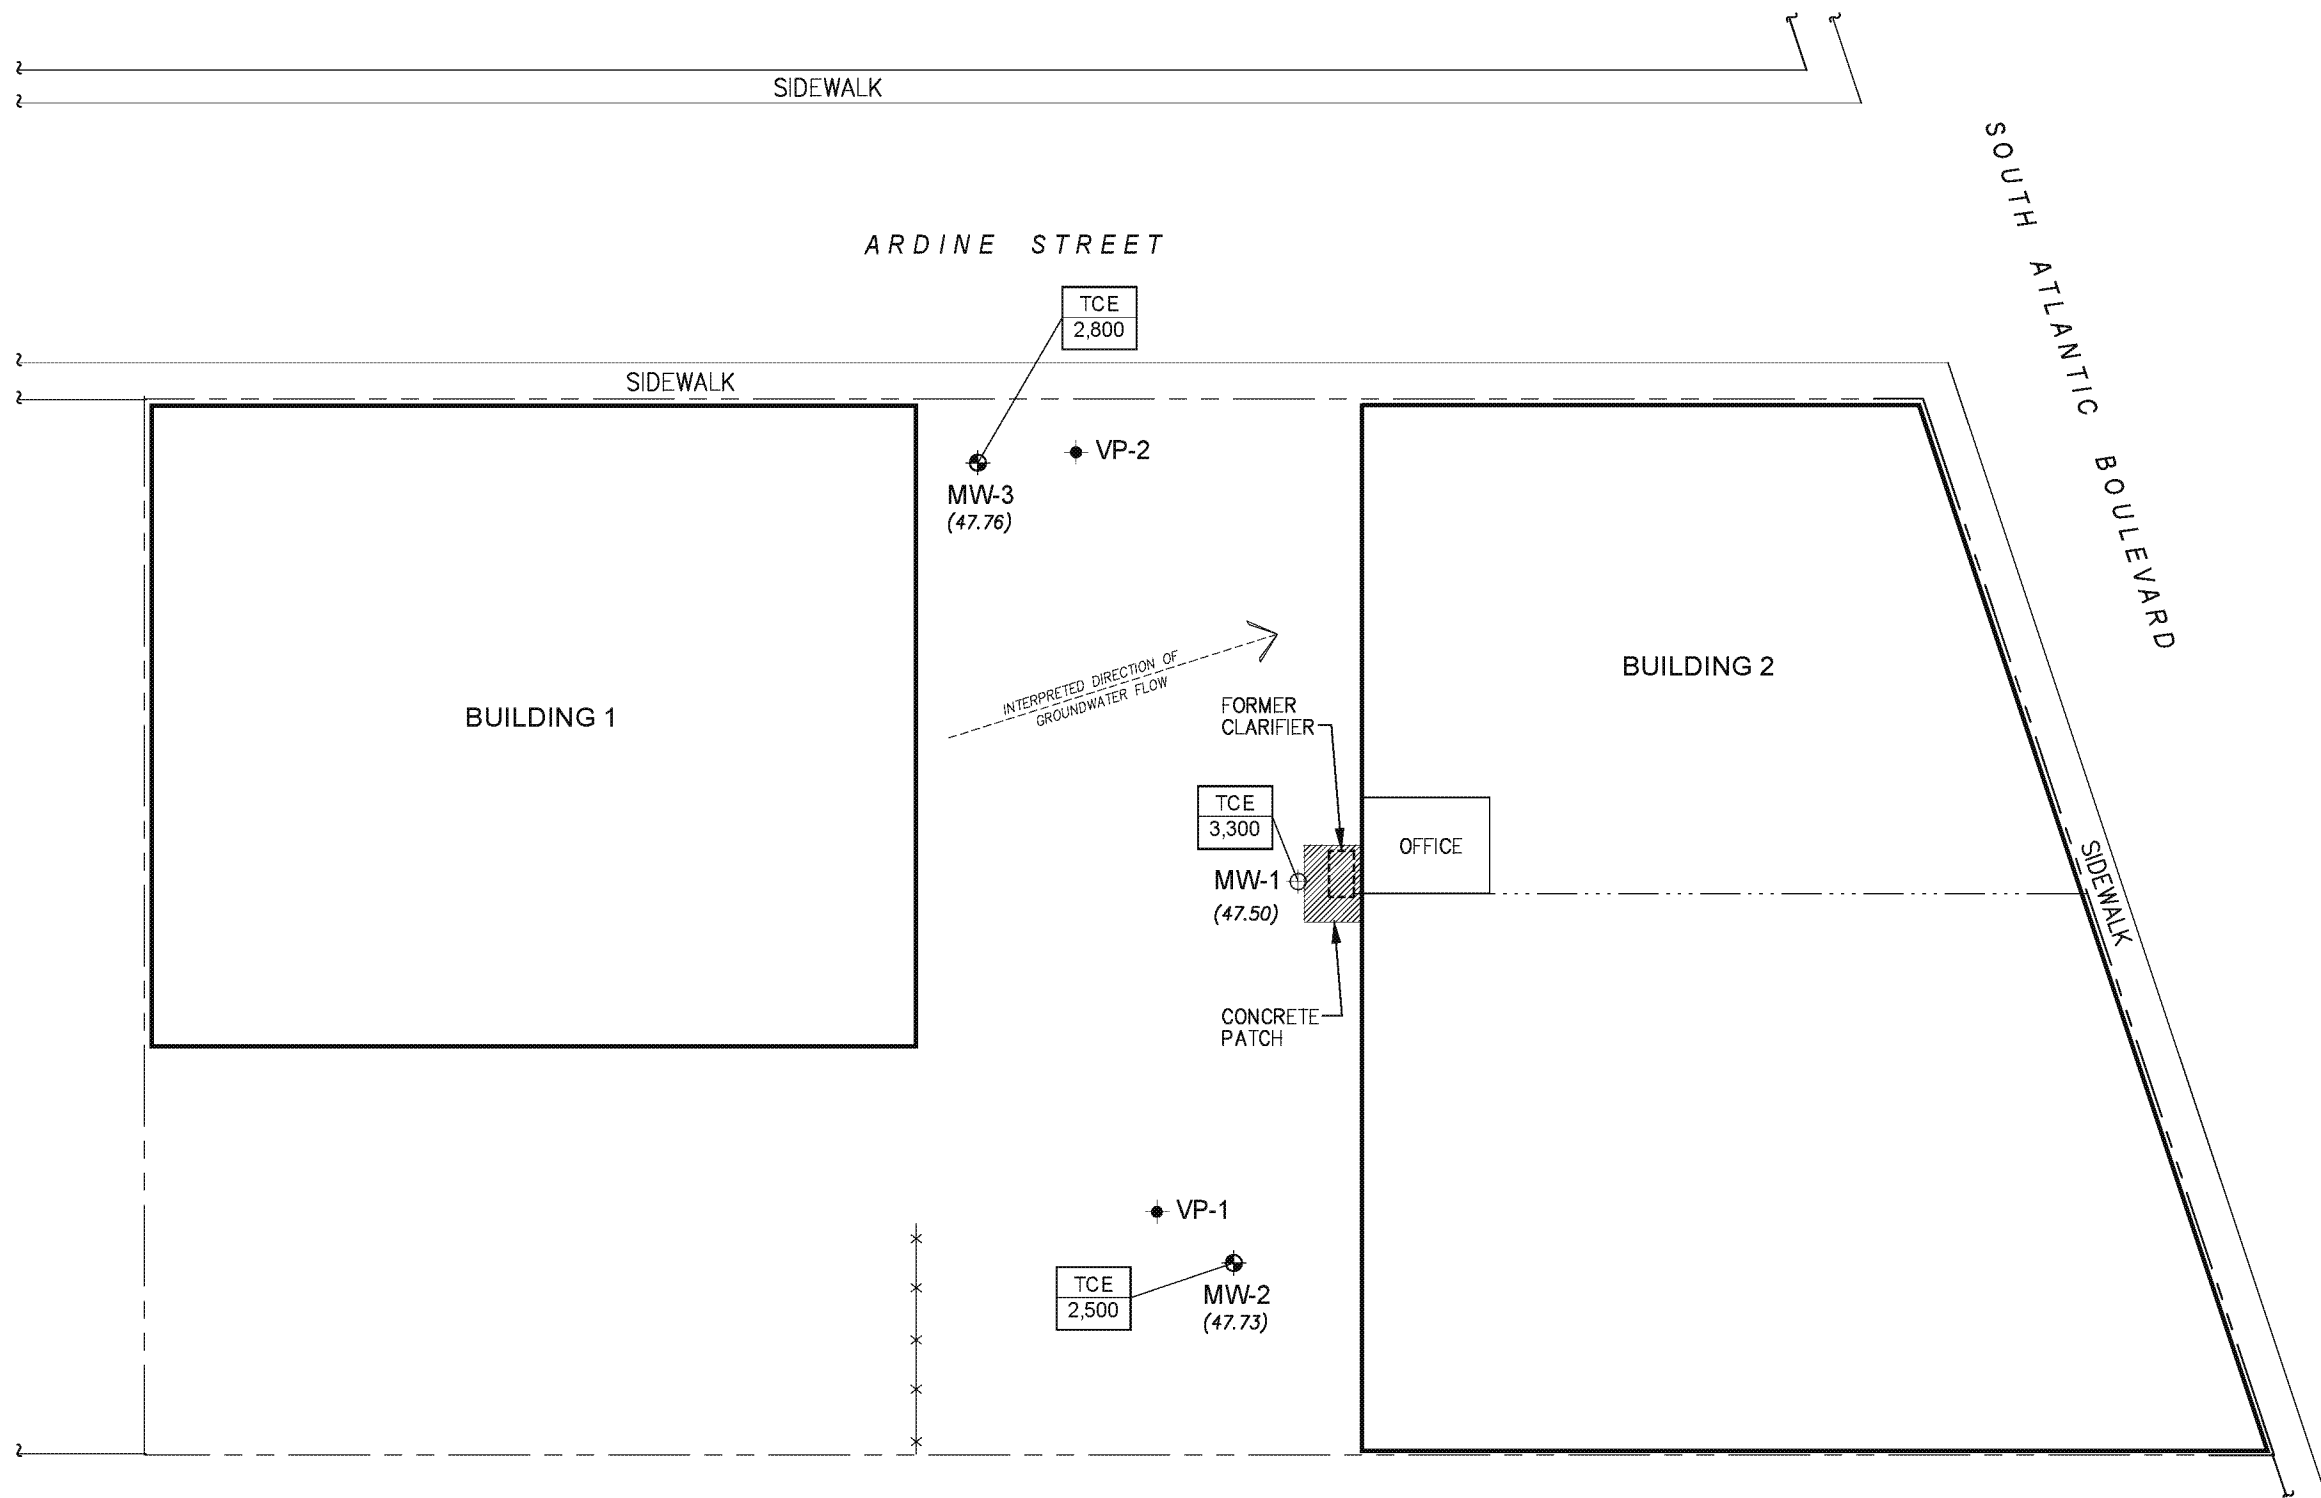 SIDEWALK
SOUTH ATLANTIC BOULEVARD
ARDINE STREET
TCE
2,800
SIDEWALK
VP-2
MW-3
(47.76)
INTERPRETED DIRECTION OF
GROUNDWATER FLOW
BUILDING 1
BUILDING 2
FORMER
CLARIFIER
TCE
3,300
OFFICE
MW-1
(47.50)
SIDEWALK
CONCRETE
PATCH
VP-1
TCE
2,500
MW-2
(47.73)